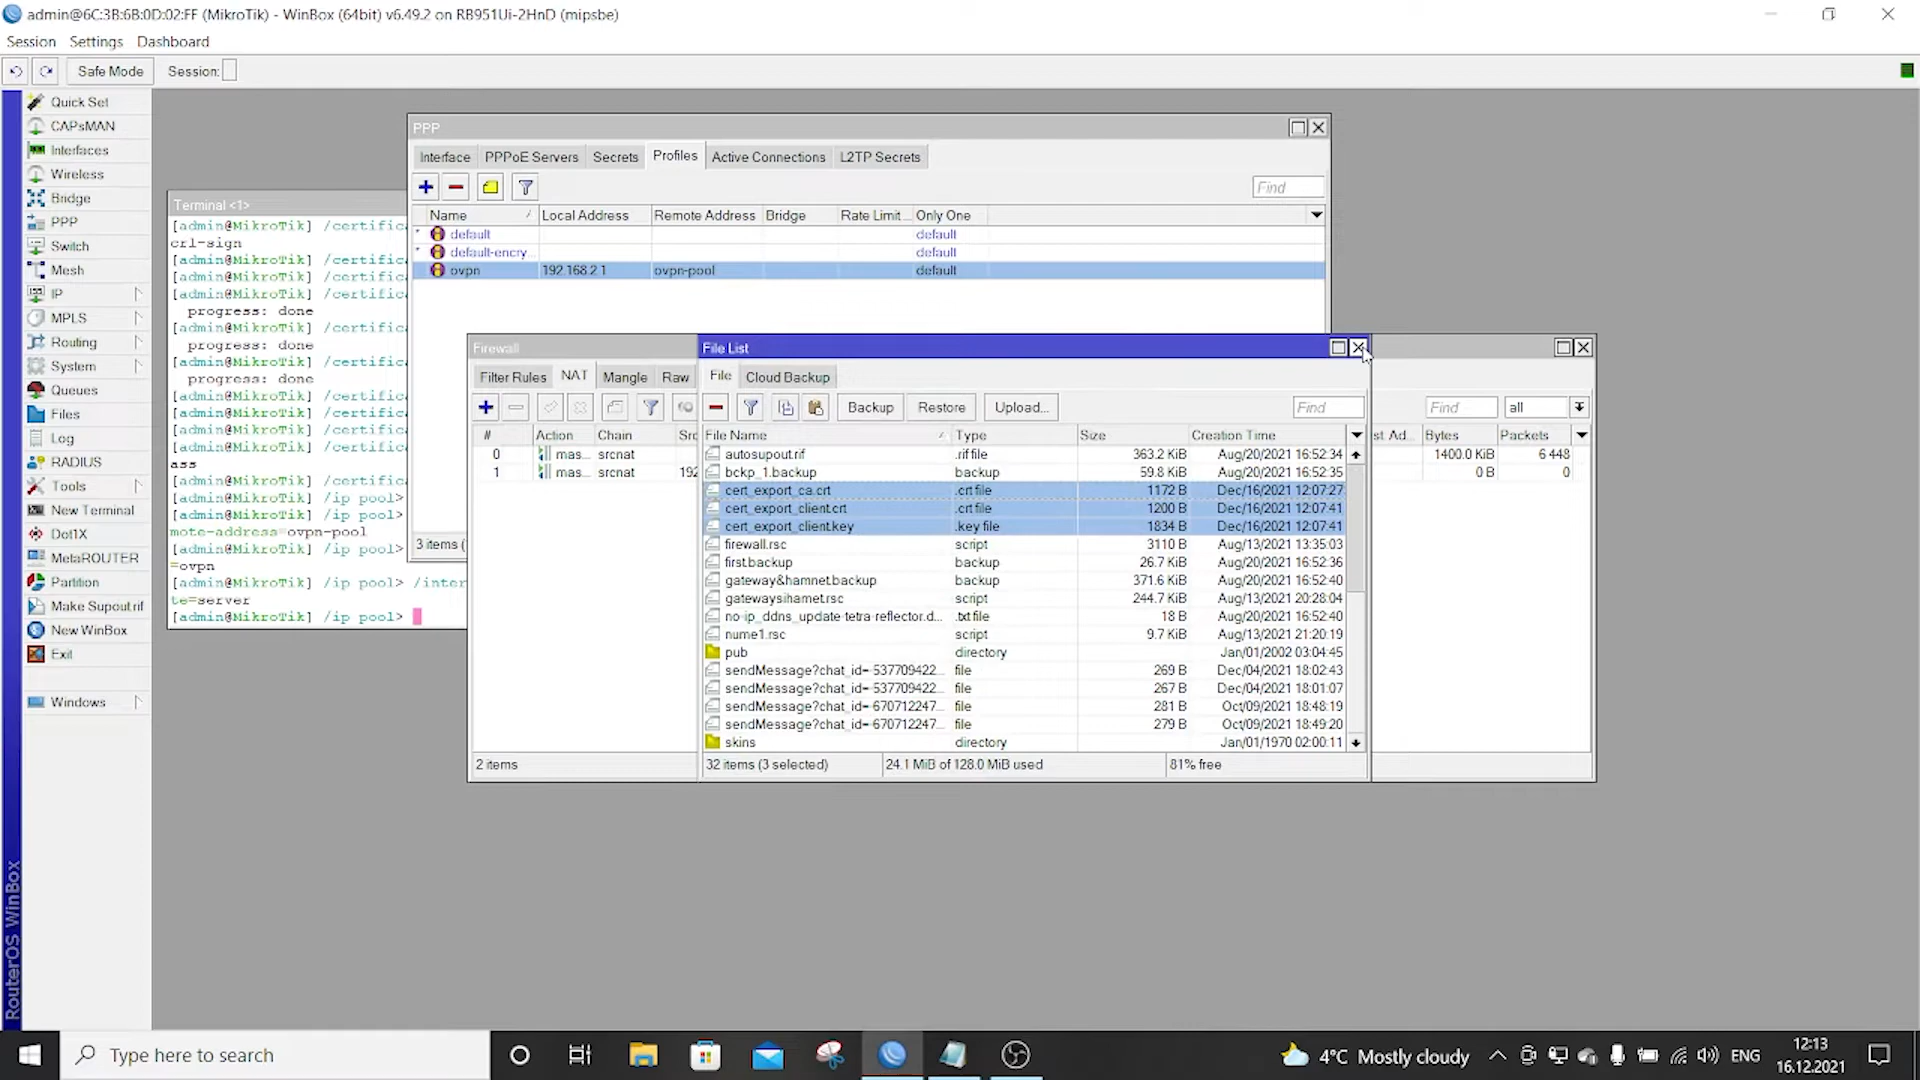 admin@6C:3B:6B:0D:02:FF (MikroTik) - WinBox (64bit) v6.49.2 on RB951Ui-2HnD (mipsbe)
Session Settings Dashboard
Safe Mode Session:
Quick Set
CAPsMAN
Interfaces
Wireless
Bridge
PPP
Switch
Mesh
IP
MPLS
Routing
System
Queues
Files
Log
RADIUS
Tools
New Terminal
Dot1X
MetaROUTER
Partition
Make Supout.rif
New WinBox
Exit
Windows
RouterOS WinBox
Terminal <1>
[admin@MikroTik] /certific
crl-sign
[admin@MikroTik] /certific
[admin@MikroTik] /certific
[admin@MikroTik] /certific
progress: done
[admin@MikroTik] /certific
progress: done
[admin@MikroTik] /certific
progress: done
[admin@MikroTik] /certific
[admin@MikroTik] /certific
[admin@MikroTik] /certific
[admin@MikroTik] /certific
ass
[admin@MikroTik] /certific
[admin@MikroTik] /ip pool>
[admin@MikroTik] /ip pool>
mote-address=ovpn-pool
[admin@MikroTik] /ip pool>
=ovpn
[admin@MikroTik] /ip pool> /inter
te=server
[admin@MikroTik] /ip pool>
PPP
Interface PPPoE Servers Secrets Profiles Active Connections L2TP Secrets
Find
Name Local Address Remote Address Bridge Rate Limit... Only One
* default default
* default-encry... default
ovpn 192.168.2.1 ovpn-pool default
3 items (
Firewall
Filter Rules NAT Mangle Raw
Find all
# Action Chain Src st. Ad... Bytes Packets
0 mas... srcnat 1400.0 KiB 6 448
1 mas... srcnat 192 0 B 0
2 items
File List
File Cloud Backup
Backup Restore Upload... Find
File Name Type Size Creation Time
autosupout.rif .rif file 363.2 KiB Aug/20/2021 16:52:34
bckp_1.backup backup 59.8 KiB Aug/20/2021 16:52:35
cert_export_ca.crt .crt file 1172 B Dec/16/2021 12:07:27
cert_export_client.crt .crt file 1200 B Dec/16/2021 12:07:41
cert_export_client.key .key file 1834 B Dec/16/2021 12:07:41
firewall.rsc script 3110 B Aug/13/2021 13:35:03
first.backup backup 26.7 KiB Aug/20/2021 16:52:36
gateway&hamnet.backup backup 371.6 KiB Aug/20/2021 16:52:40
gatewaysihamet.rsc script 244.7 KiB Aug/13/2021 20:28:04
no-ip_ddns_update-tetra-reflector.d... .txt file 18 B Aug/20/2021 16:52:40
nume1.rsc script 9.7 KiB Aug/13/2021 21:20:19
pub directory Jan/01/2002 03:04:45
sendMessage?chat_id=-537709422... file 269 B Dec/04/2021 18:02:43
sendMessage?chat_id=-537709422... file 267 B Dec/04/2021 18:01:07
sendMessage?chat_id=-670712247... file 281 B Oct/09/2021 18:48:19
sendMessage?chat_id=-670712247... file 279 B Oct/09/2021 18:49:20
skins directory Jan/01/1970 02:00:11
32 items (3 selected) 24.1 MiB of 128.0 MiB used 81% free
Type here to search
4°C Mostly cloudy
ENG
12:13
16.12.2021